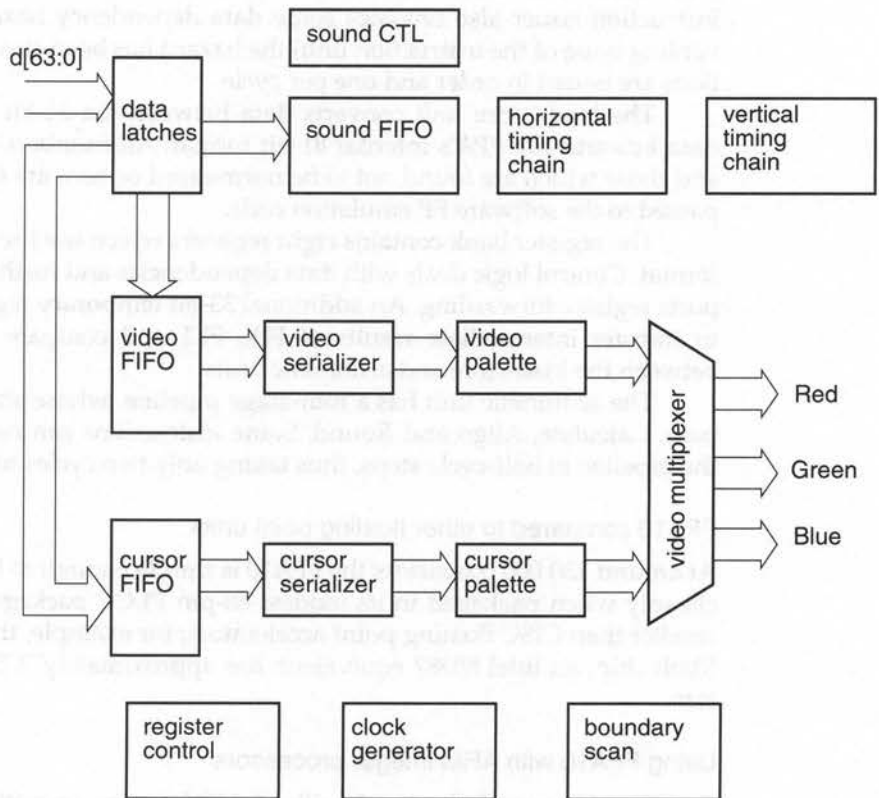 sound CTL
d[63:0]
data
latches
sound FIFO
horizontal
timing
chain
vertical
timing
chain
video
FIFO
video
serializer
video
palette
video multiplexer
Red
Green
Blue
cursor
FIFO
cursor
serializer
cursor
palette
register
control
clock
generator
boundary
scan